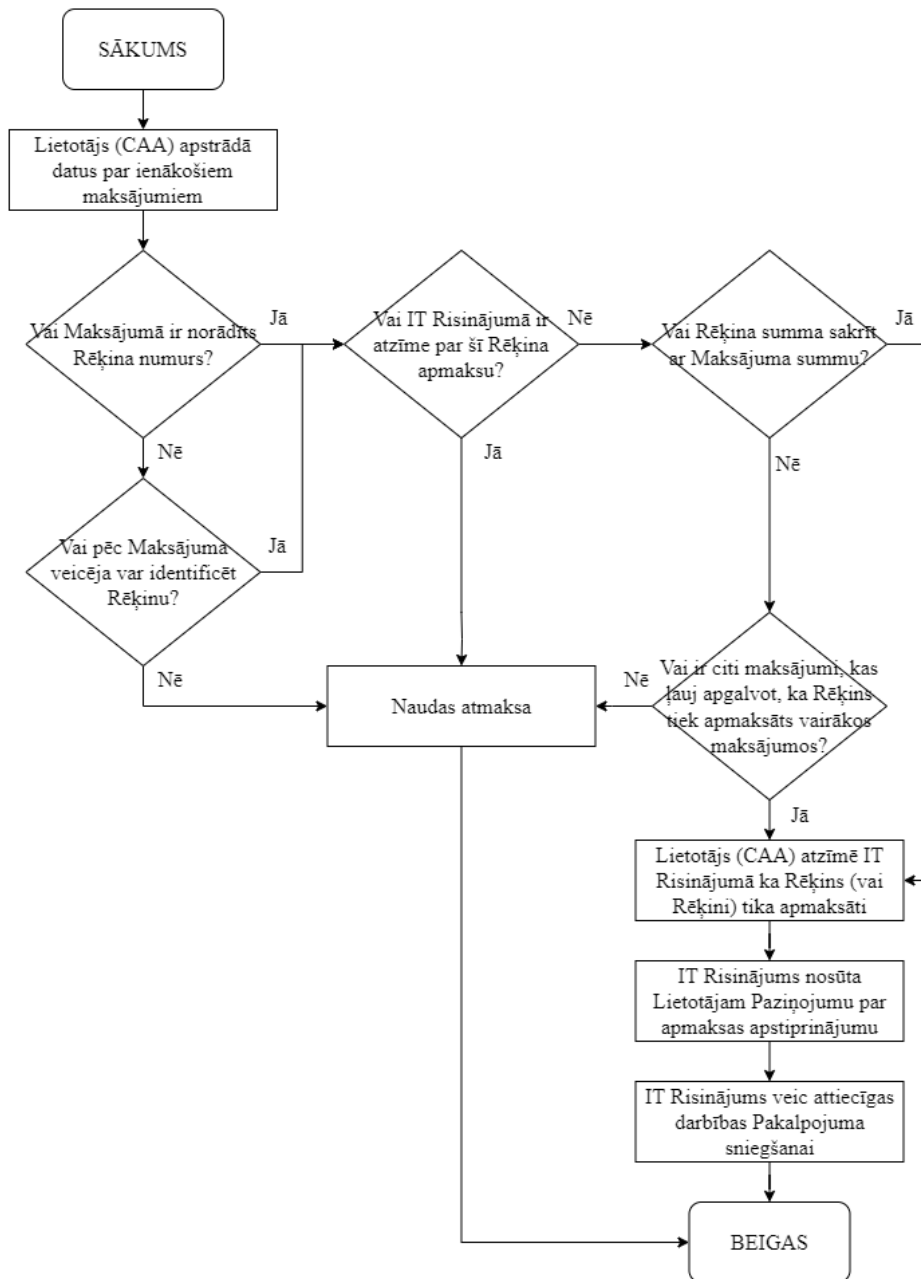 SĀKUMS
Lietotājs (CAA) apstrādā
datus par ienākošiem
maksājumiem
Vai Maksājumā ir norādīts
Rēķina numurs?
Jā
Nē
Vai pēc Maksājuma
veicēja var identificēt
Rēķinu?
Jā
Nē
Vai IT Risinājumā ir
atzīme par šī Rēķina
apmaksu?
Nē
Jā
Vai Rēķina summa sakrīt
ar Maksājuma summu?
Jā
Nē
Vai ir citi maksājumi, kas
ļauj apgalvot, ka Rēķins
tiek apmaksāts vairākos
maksājumos?
Nē
Jā
Naudas atmaksa
Lietotājs (CAA) atzīmē IT
Risinājumā ka Rēķins (vai
Rēķini) tika apmaksāti
IT Risinājums nosūta
Lietotājam Paziņojumu par
apmaksas apstiprinājumu
IT Risinājums veic attiecīgas
darbības Pakalpojuma
sniegšanai
BEIGAS